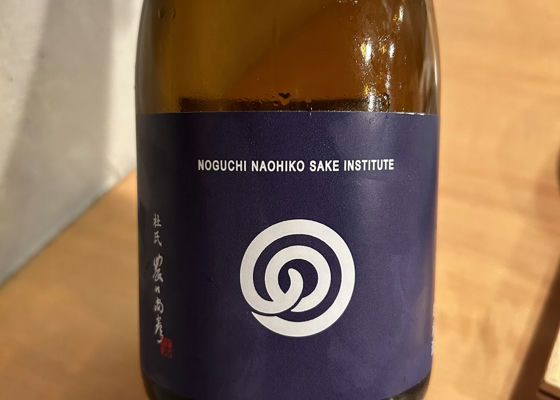 NOGUCHI NAOHIKO SAKE INSTITUTE
杜氏 農口尚彦